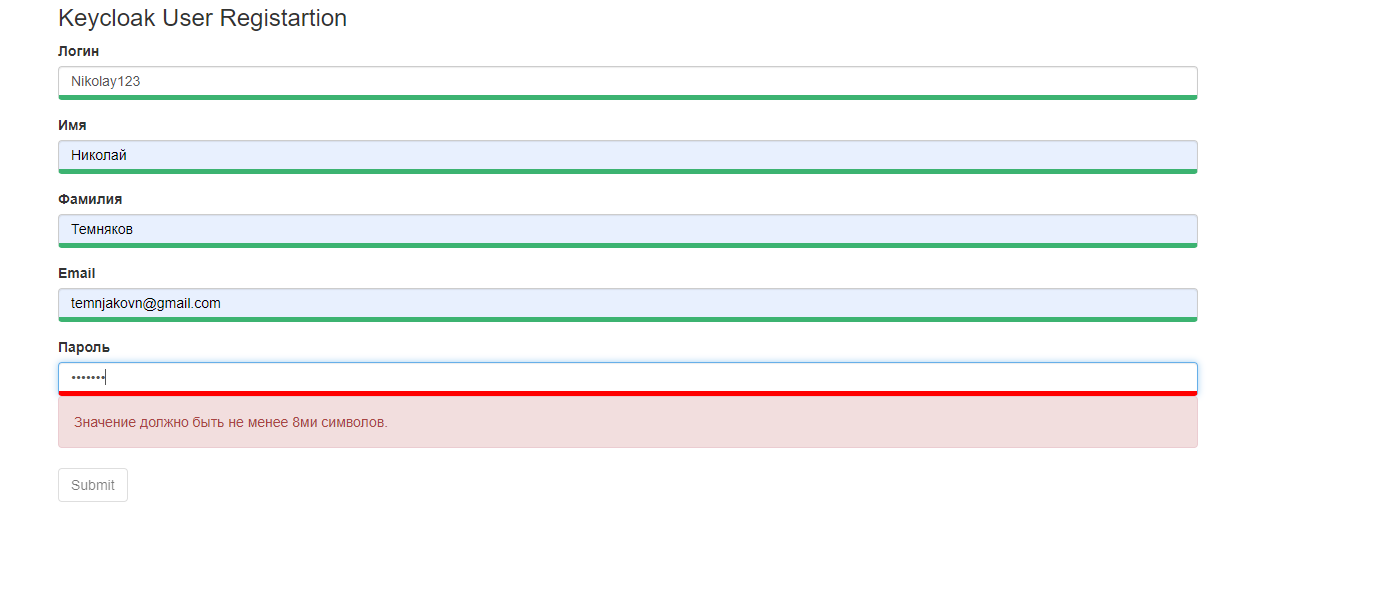 Keycloak User Registartion
Логин
Nikolay123
Имя
Николай
Фамилия
Темняков
Email
temnjakovn@gmail.com
Пароль
•••••••
Значение должно быть не менее 8ми символов.
Submit